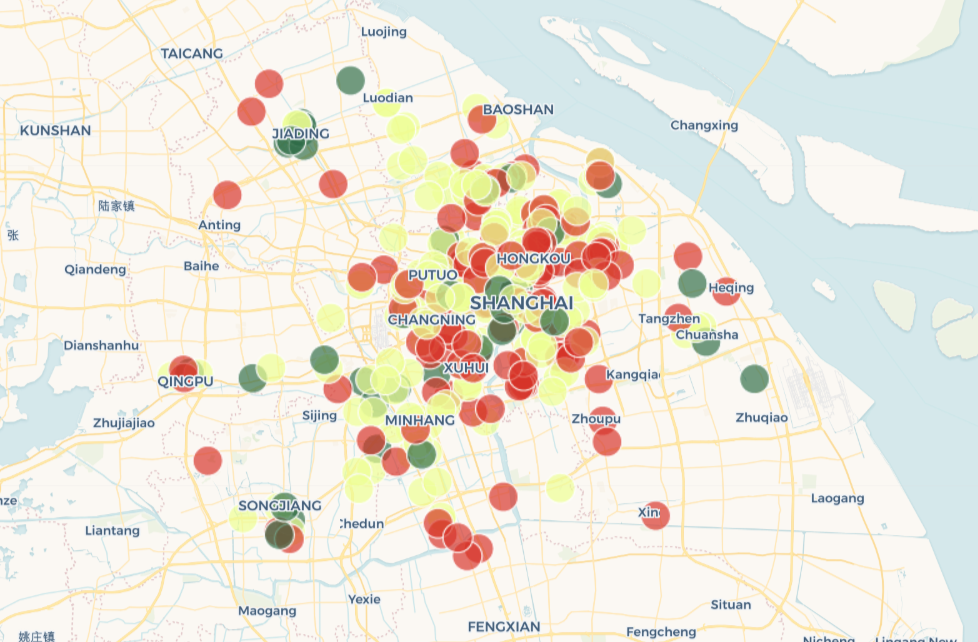 Luojing
TAICANG
Luodian
BAOSHAN
KUNSHAN
JIADING
Changxing
陆家镇
Anting
张
Qiandeng
Baihe
HONGKOU
PUTUO
Heqing
SHANGHAI
CHANGNING
Tangzhen
Chuansha
Dianshanhu
XUHUI
Kangqia
QINGPU
Sijing
MINHANG
Zhoupu
Zhuqiao
Zhujiajiao
Laogang
SONGJIANG
Xin
Chedun
Liantang
Yexie
Situan
Maogang
FENGXIAN
Fengcheng
姚庄镇
Nicheng
Lingang New